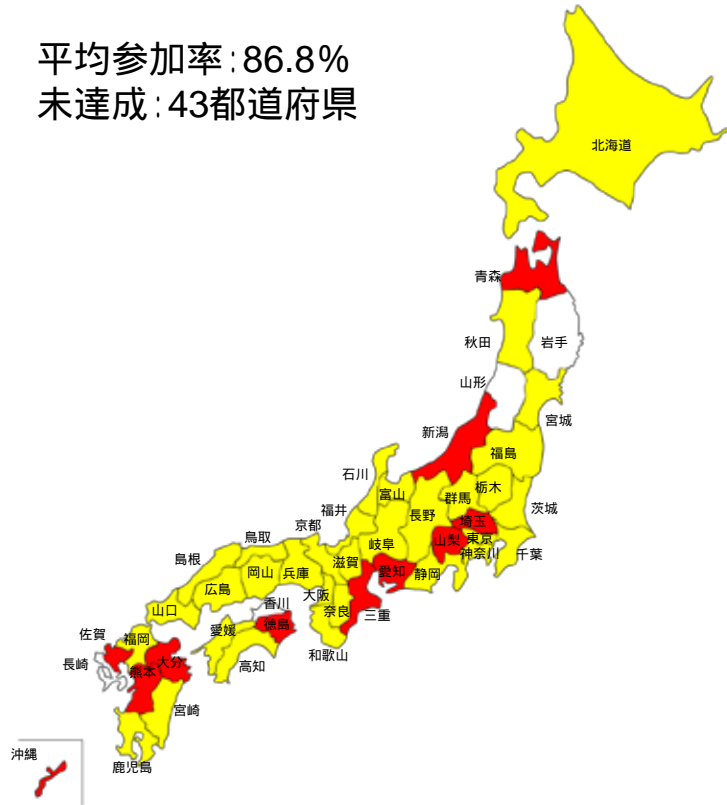 平均参加率:86.8%
未達成:43都道府県
北海道
青森
秋田
岩手
山形
宮城
新潟
福島
石川
富山
栃木
群馬
福井
長野
茨城
埼玉
京都
岐阜
山梨
東京
鳥取
神奈川
千葉
島根
滋賀
愛知
静岡
岡山
兵庫
広島
大阪
香川
奈良
三重
山口
愛媛
徳島
佐賀
福岡
和歌山
長崎
熊本
大分
高知
宮崎
沖縄
鹿児島